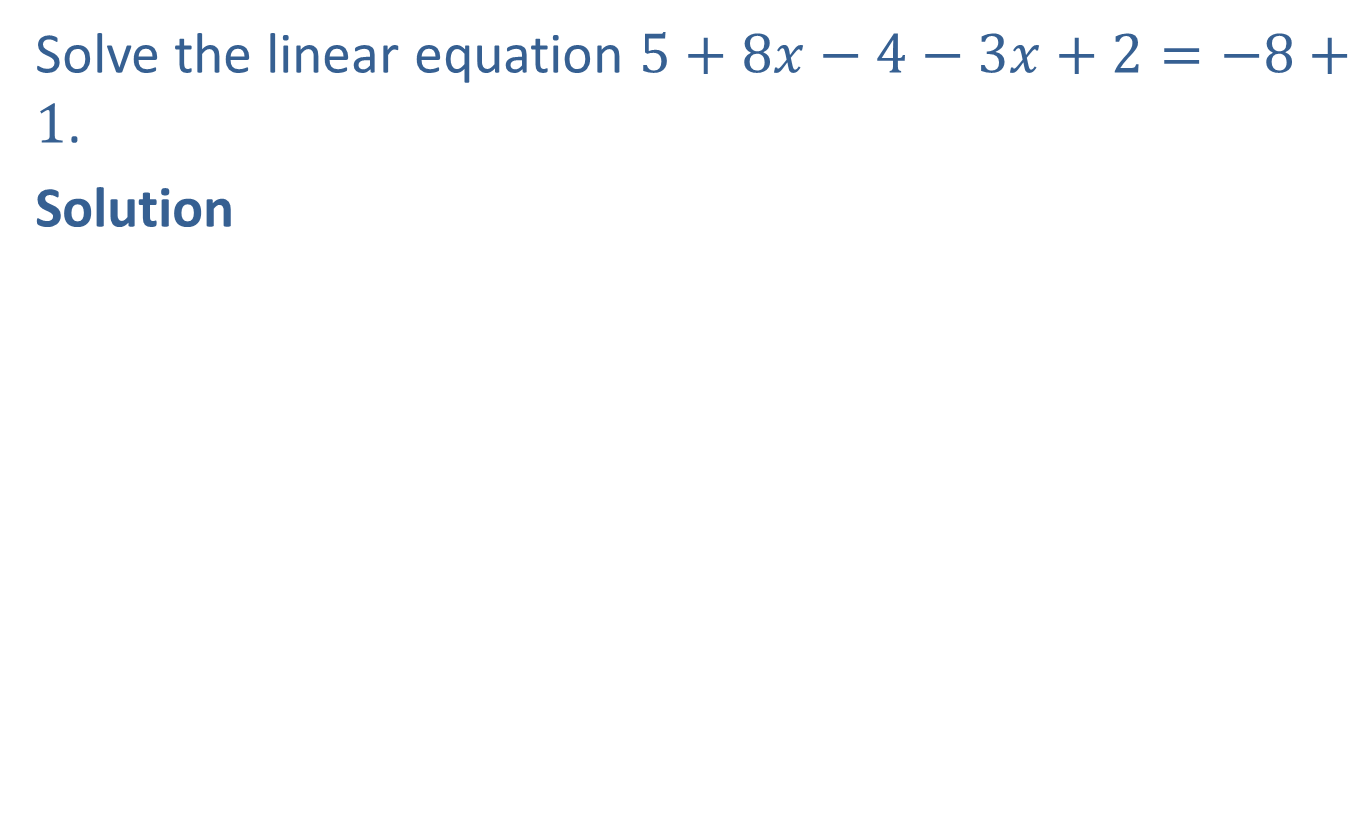 Solve the linear equation 5 + 8x − 4 − 3x + 2 = −8 +
1.
Solution